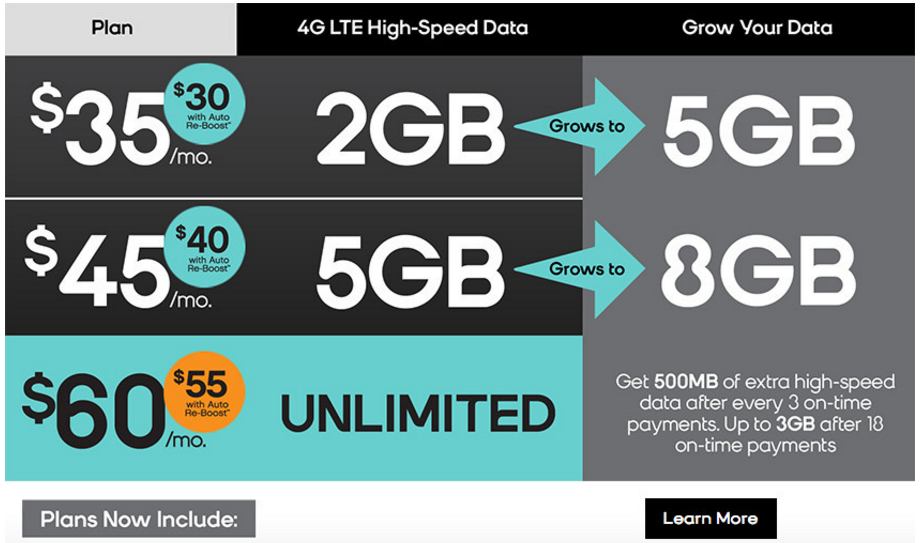 Plan
4G LTE High-Speed Data
Grow Your Data
$35/mo.
$30
with Auto
Re-Boost™
2GB
Grows to
5GB
$45/mo.
$40
with Auto
Re-Boost™
5GB
Grows to
8GB
$60/mo.
$55
with Auto
Re-Boost™
UNLIMITED
Get 500MB of extra high-speed
data after every 3 on-time
payments. Up to 3GB after 18
on-time payments
Plans Now Include:
Learn More